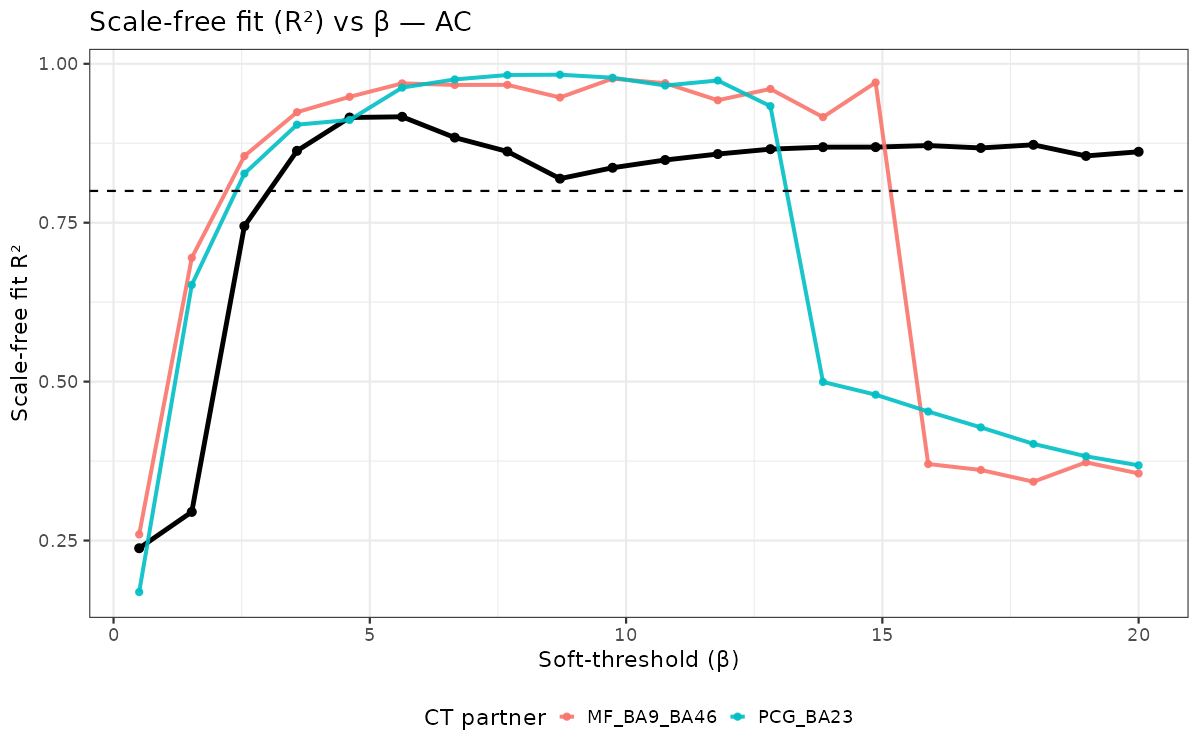 Scale-free fit (R²) vs β — AC
Scale-free fit R²
1.00
0.75
0.50
0.25
0 5 10 15 20
Soft-threshold (β)
CT partner MF_BA9_BA46 PCG_BA23